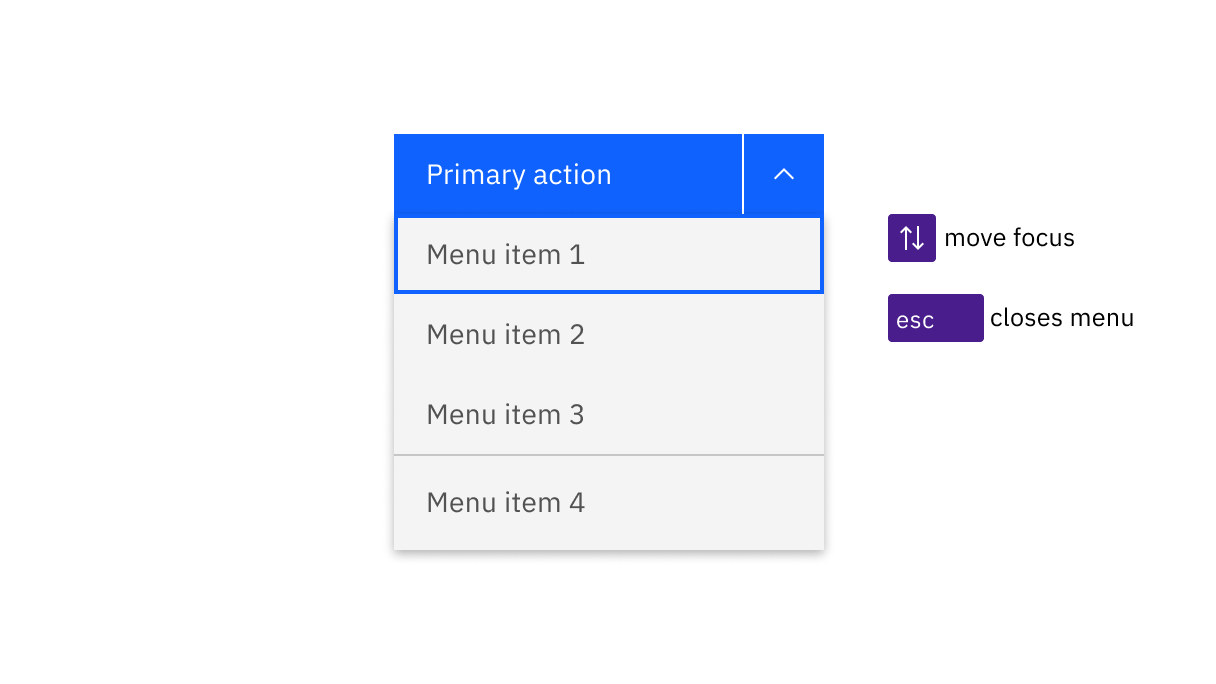 Primary action
Menu item 1
Menu item 2
Menu item 3
Menu item 4
move focus
esc closes menu